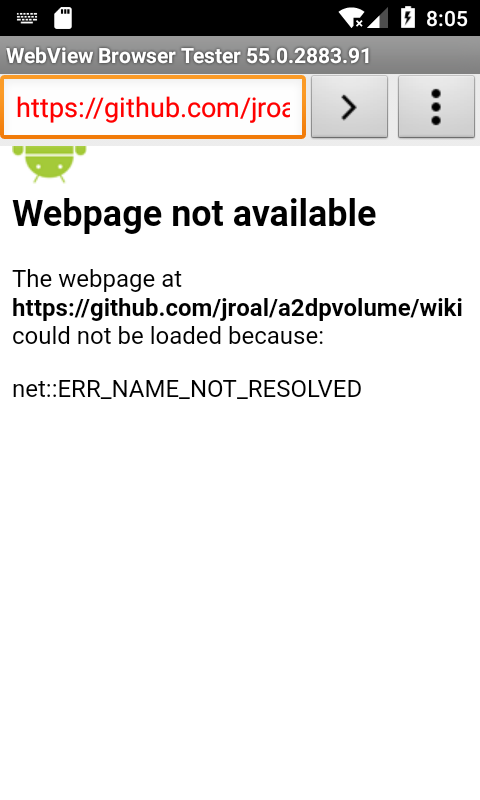 8:05
WebView Browser Tester 55.0.2883.91
https://github.com/jroa
Webpage not available
The webpage at
https://github.com/jroal/a2dpvolume/wiki
could not be loaded because:
net::ERR_NAME_NOT_RESOLVED